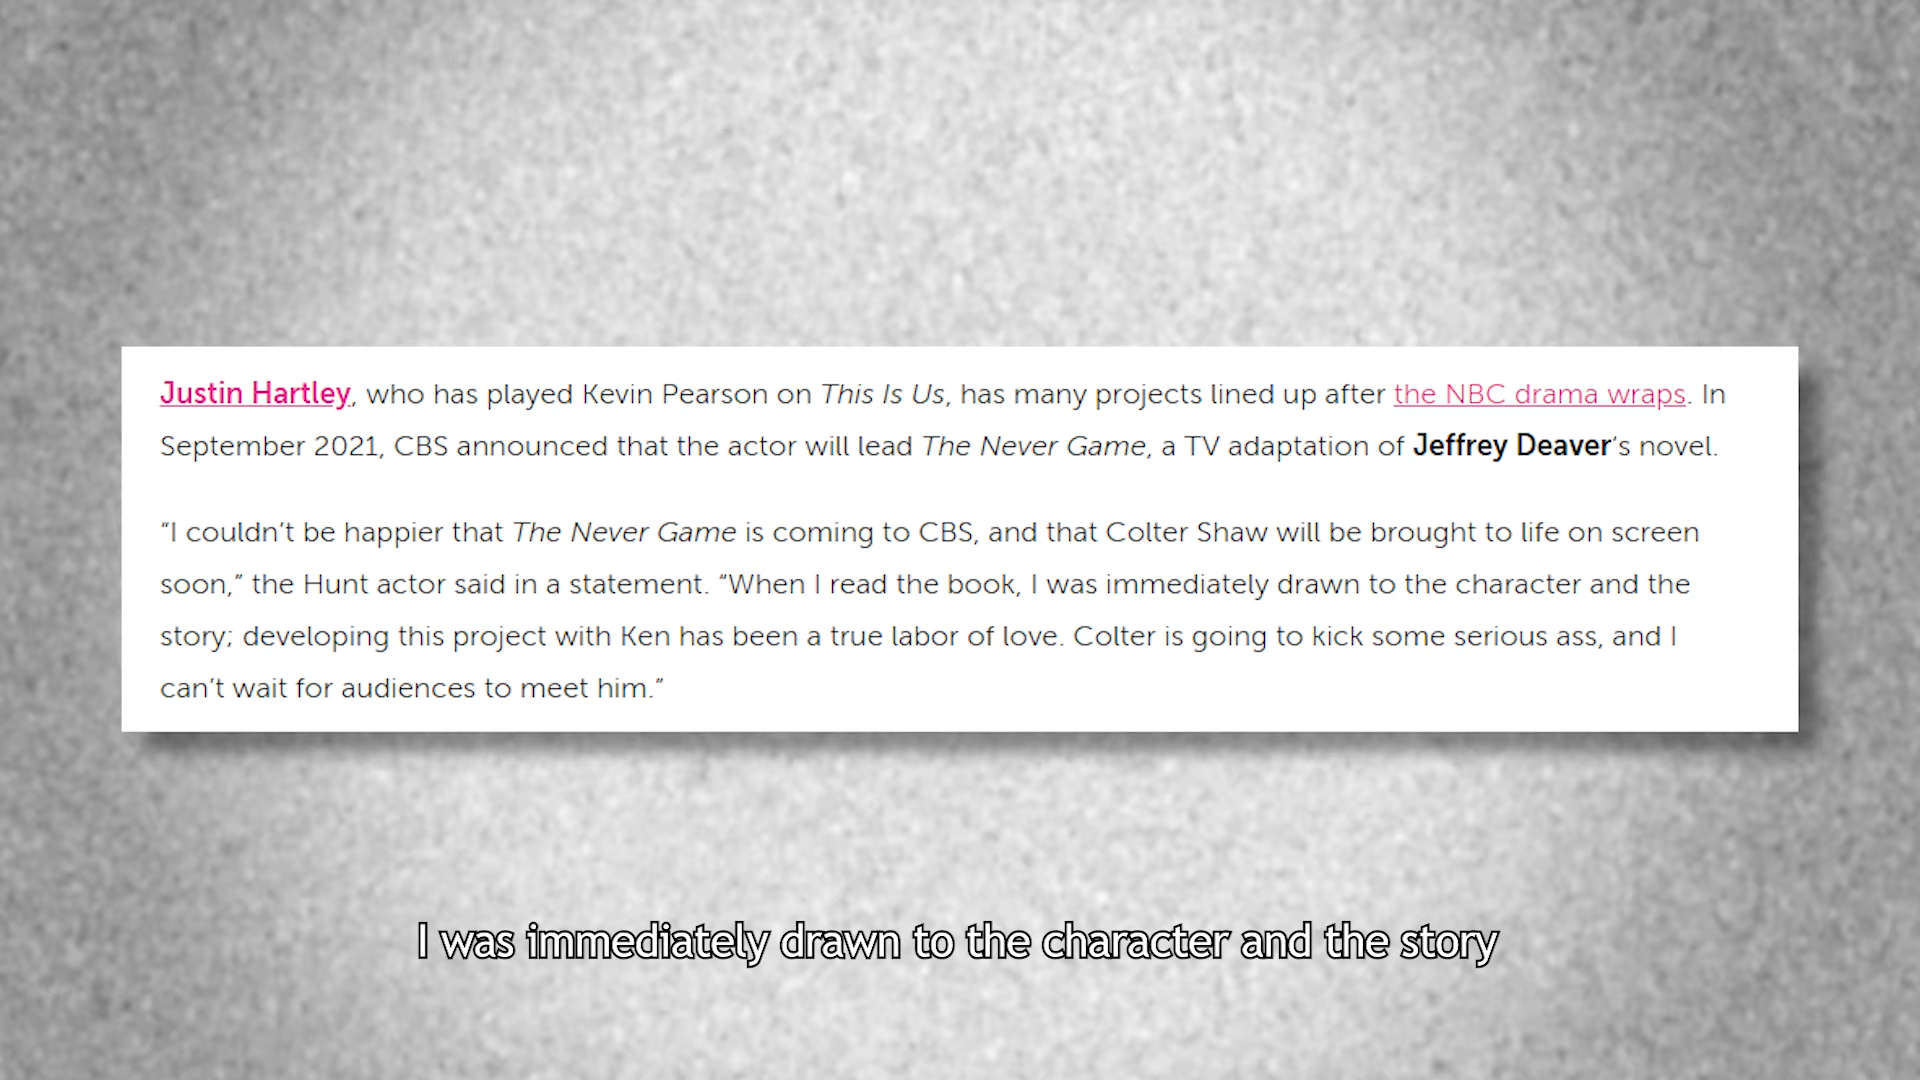 Justin Hartley, who has played Kevin Pearson on This Is Us, has many projects lined up after the NBC drama wraps. In
September 2021, CBS announced that the actor will lead The Never Game, a TV adaptation of Jeffrey Deaver‘s novel.
“I couldn’t be happier that The Never Game is coming to CBS, and that Colter Shaw will be brought to life on screen
soon,” the Hunt actor said in a statement. “When I read the book, I was immediately drawn to the character and the
story; developing this project with Ken has been a true labor of love. Colter is going to kick some serious ass, and I
can’t wait for audiences to meet him.”
I was immediately drawn to the character and the story